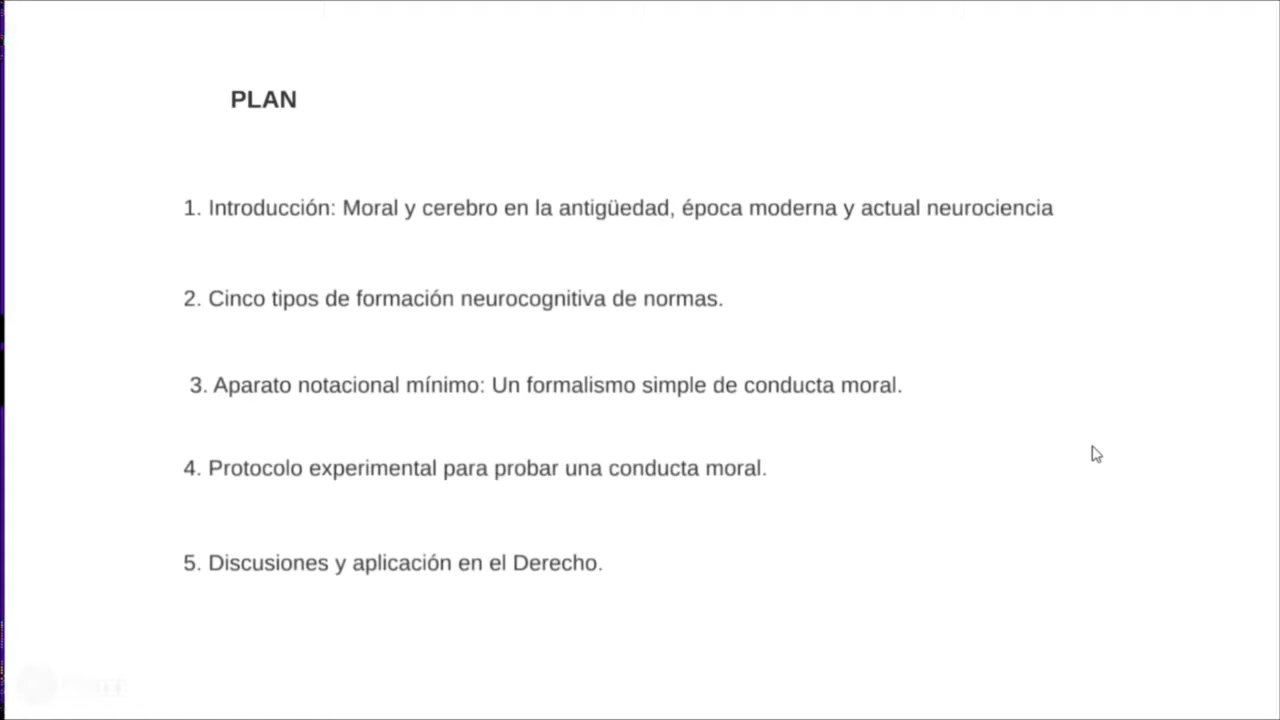 PLAN
1. Introducción: Moral y cerebro en la antigüedad, época moderna y actual neurociencia
2. Cinco tipos de formación neurocognitiva de normas.
3. Aparato notacional mínimo: Un formalismo simple de conducta moral.
4. Protocolo experimental para probar una conducta moral.
5. Discusiones y aplicación en el Derecho.